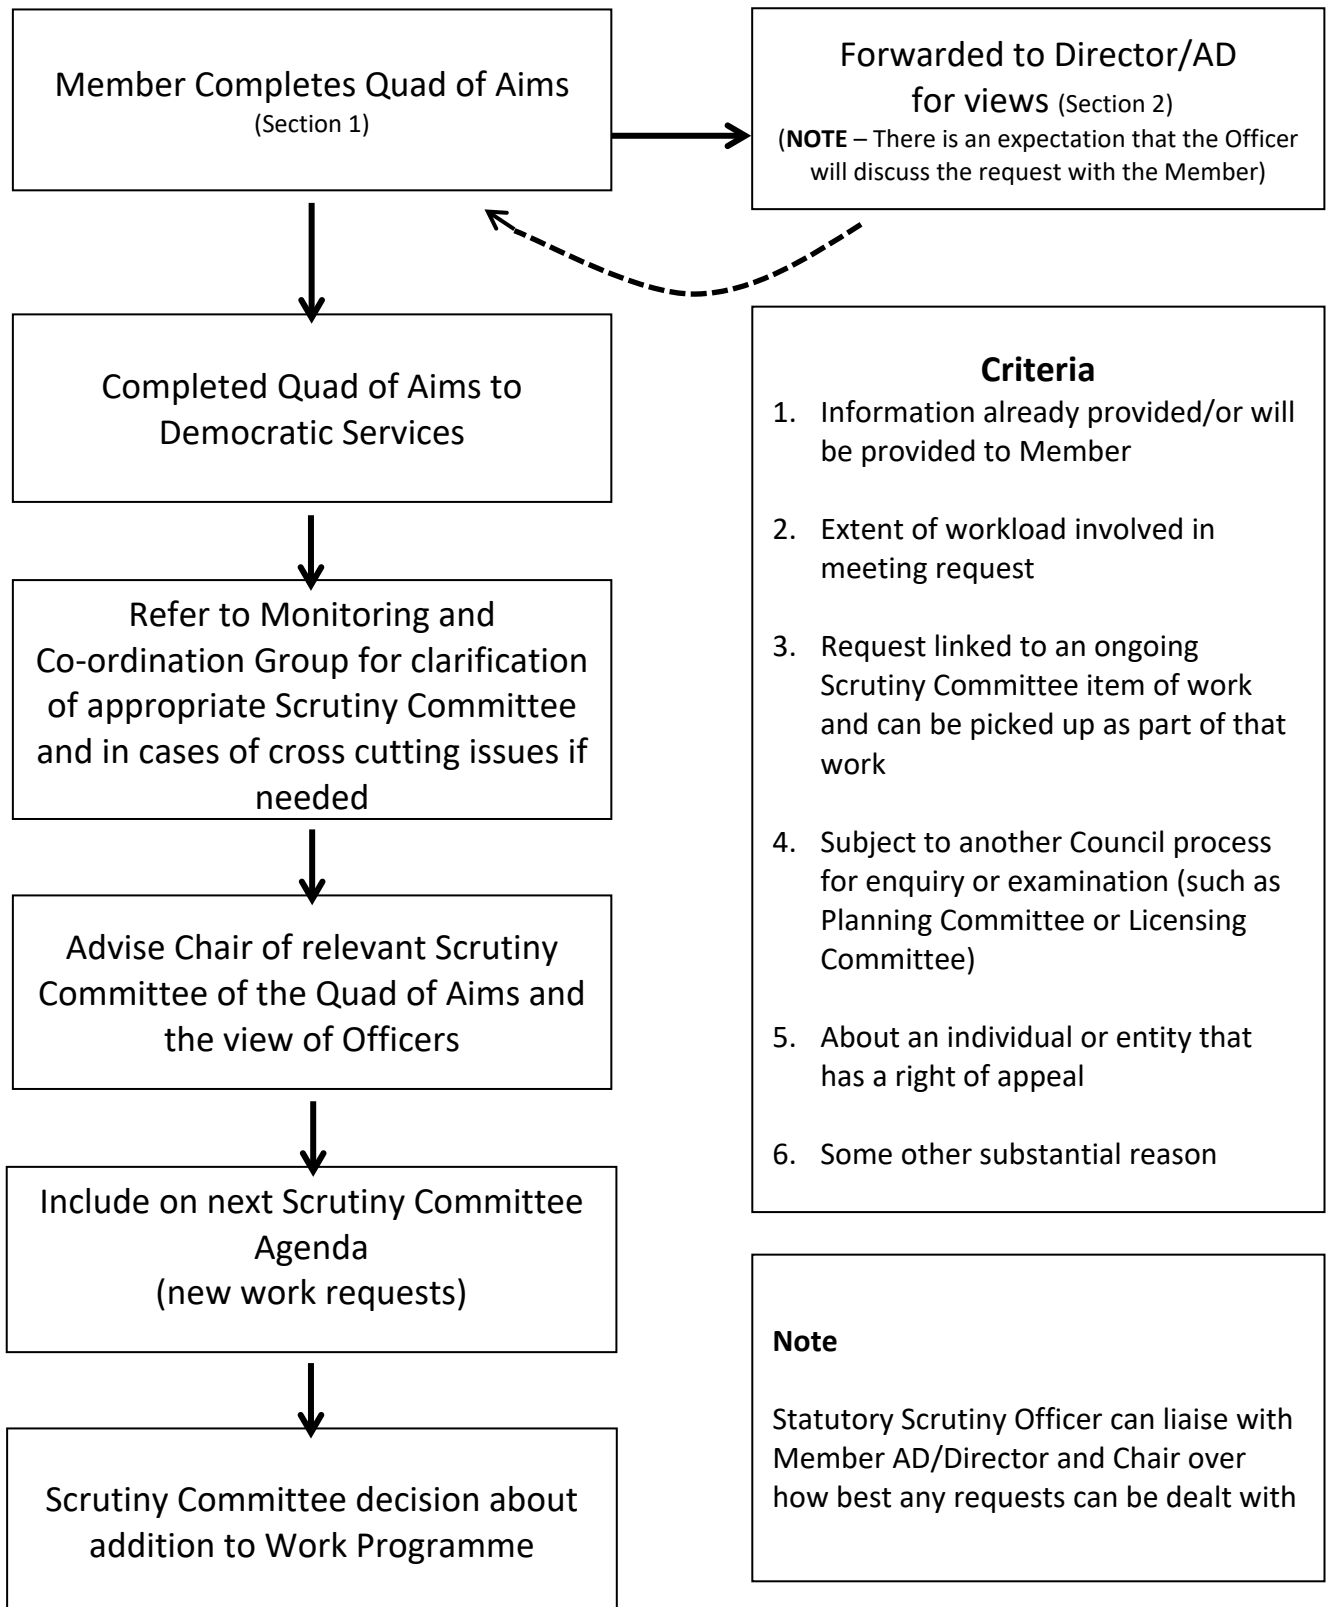 Member Completes Quad of Aims
(Section 1)
Forwarded to Director/AD
for views (Section 2)
(NOTE – There is an expectation that the Officer
will discuss the request with the Member)
Completed Quad of Aims to
Democratic Services
Refer to Monitoring and
Co-ordination Group for clarification
of appropriate Scrutiny Committee
and in cases of cross cutting issues if
needed
Advise Chair of relevant Scrutiny
Committee of the Quad of Aims and
the view of Officers
Include on next Scrutiny Committee
Agenda
(new work requests)
Scrutiny Committee decision about
addition to Work Programme
Criteria
1. Information already provided/or will
be provided to Member
2. Extent of workload involved in
meeting request
3. Request linked to an ongoing
Scrutiny Committee item of work
and can be picked up as part of that
work
4. Subject to another Council process
for enquiry or examination (such as
Planning Committee or Licensing
Committee)
5. About an individual or entity that
has a right of appeal
6. Some other substantial reason
Note
Statutory Scrutiny Officer can liaise with
Member AD/Director and Chair over
how best any requests can be dealt with